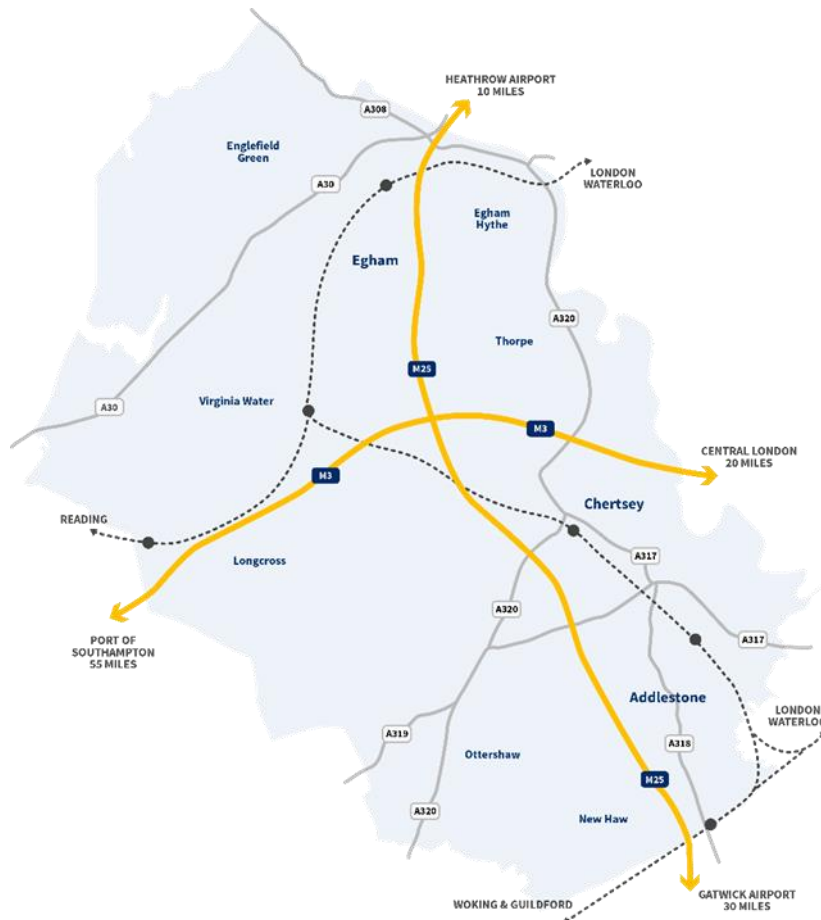 HEATHROW AIRPORT
10 MILES
A308
Englefield
Green
A30
LONDON
WATERLOO
Egham
Hythe
Egham
A320
Thorpe
M25
Virginia Water
A30
M3
CENTRAL LONDON
20 MILES
M3
Chertsey
READING
Longcross
A317
A320
PORT OF
SOUTHAMPTON
55 MILES
A317
Addlestone
LONDON
WATERLOO
A319
A318
Ottershaw
M25
A320
New Haw
WOKING & GUILDFORD
GATWICK AIRPORT
30 MILES